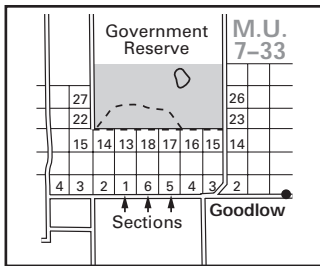 Government
Reserve
M.U.
7–33
27
26
22
23
15 14 13 18 17 16 15 14
4 3 2 1 6 5 4 3 2
Sections
Goodlow